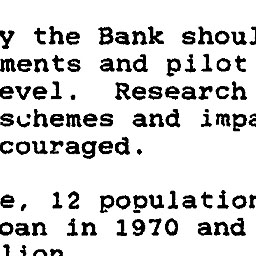 y the Bank shoul
ments and pilot
evel. Research
schemes and impa
couraged.
e, 12 population
oan in 1970 and
lion